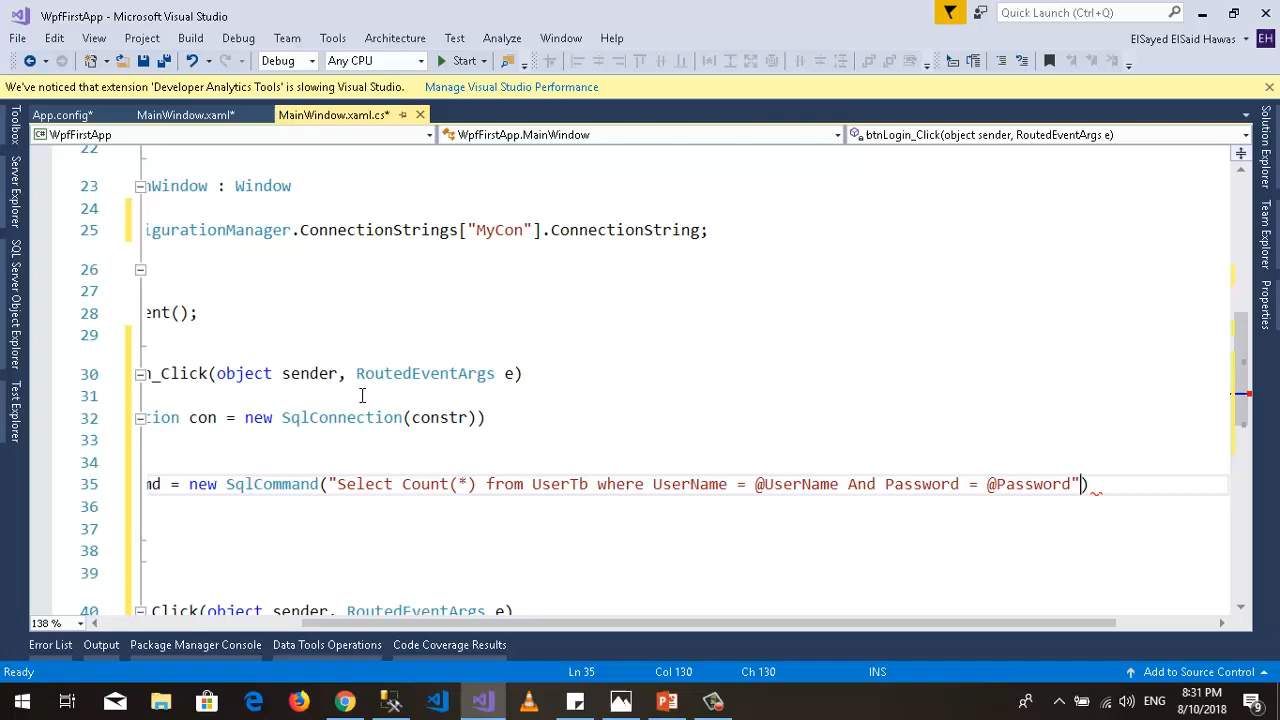 WpfFirstApp - Microsoft Visual Studio
Quick Launch (Ctrl+Q)
File Edit View Project Build Debug Team Tools Architecture Test Analyze Window Help
ElSayed ElSaid Hawas EH
Debug Any CPU Start
We've noticed that extension 'Developer Analytics Tools' is slowing Visual Studio. Manage Visual Studio Performance
App.config* MainWindow.xaml* MainWindow.xaml.cs*
WpfFirstApp WpfFirstApp.MainWindow btnLogin_Click(object sender, RoutedEventArgs e)
Toolbox
Server Explorer
SQL Server Object Explorer
Test Explorer
22
23 nWindow : Window
24
25 igurationManager.ConnectionStrings["MyCon"].ConnectionString;
26
27
28 ent();
29
30 n_Click(object sender, RoutedEventArgs e)
31
32 tion con = new SqlConnection(constr))
33
34
35 md = new SqlCommand("Select Count(*) from UserTb where UserName = @UserName And Password = @Password")
36
37
38
39
40 Click(object sender, RoutedEventArgs e)
Solution Explorer
Team Explorer
Properties
138 %
Error List Output Package Manager Console Data Tools Operations Code Coverage Results
Ready Ln 35 Col 130 Ch 130 INS Add to Source Control
ENG 8:31 PM
8/10/2018